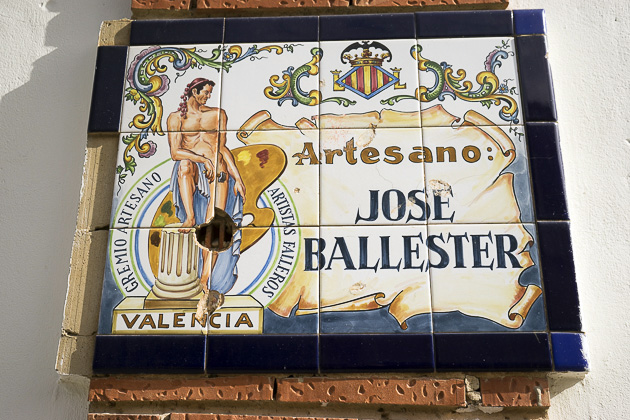 Artesano:
JOSE
BALLESTER
GREMIO ARTESANO
ARTISTAS FALLEROS
VALENCIA
L L